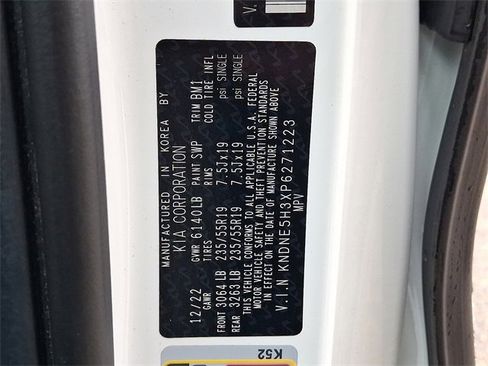 MANUFACTURED IN KOREA BY
KIA CORPORATION
12/22 GVWR 6140LB PAINT SWP TRIM BM1
GAWR TIRES RIMS COLD TIRE INFL
FRONT 3064 LB 235/55R19 7.5Jx19 psi SINGLE
REAR 3263 LB 235/55R19 7.5Jx19 psi SINGLE
THIS VEHICLE CONFORMS TO ALL APPLICABLE U.S.A. FEDERAL
MOTOR VEHICLE SAFETY AND THEFT PREVENTION STANDARDS
IN EFFECT ON THE DATE OF MANUFACTURE SHOWN ABOVE
V.I.N KNDNE5H3XP6271223
MPV
K52